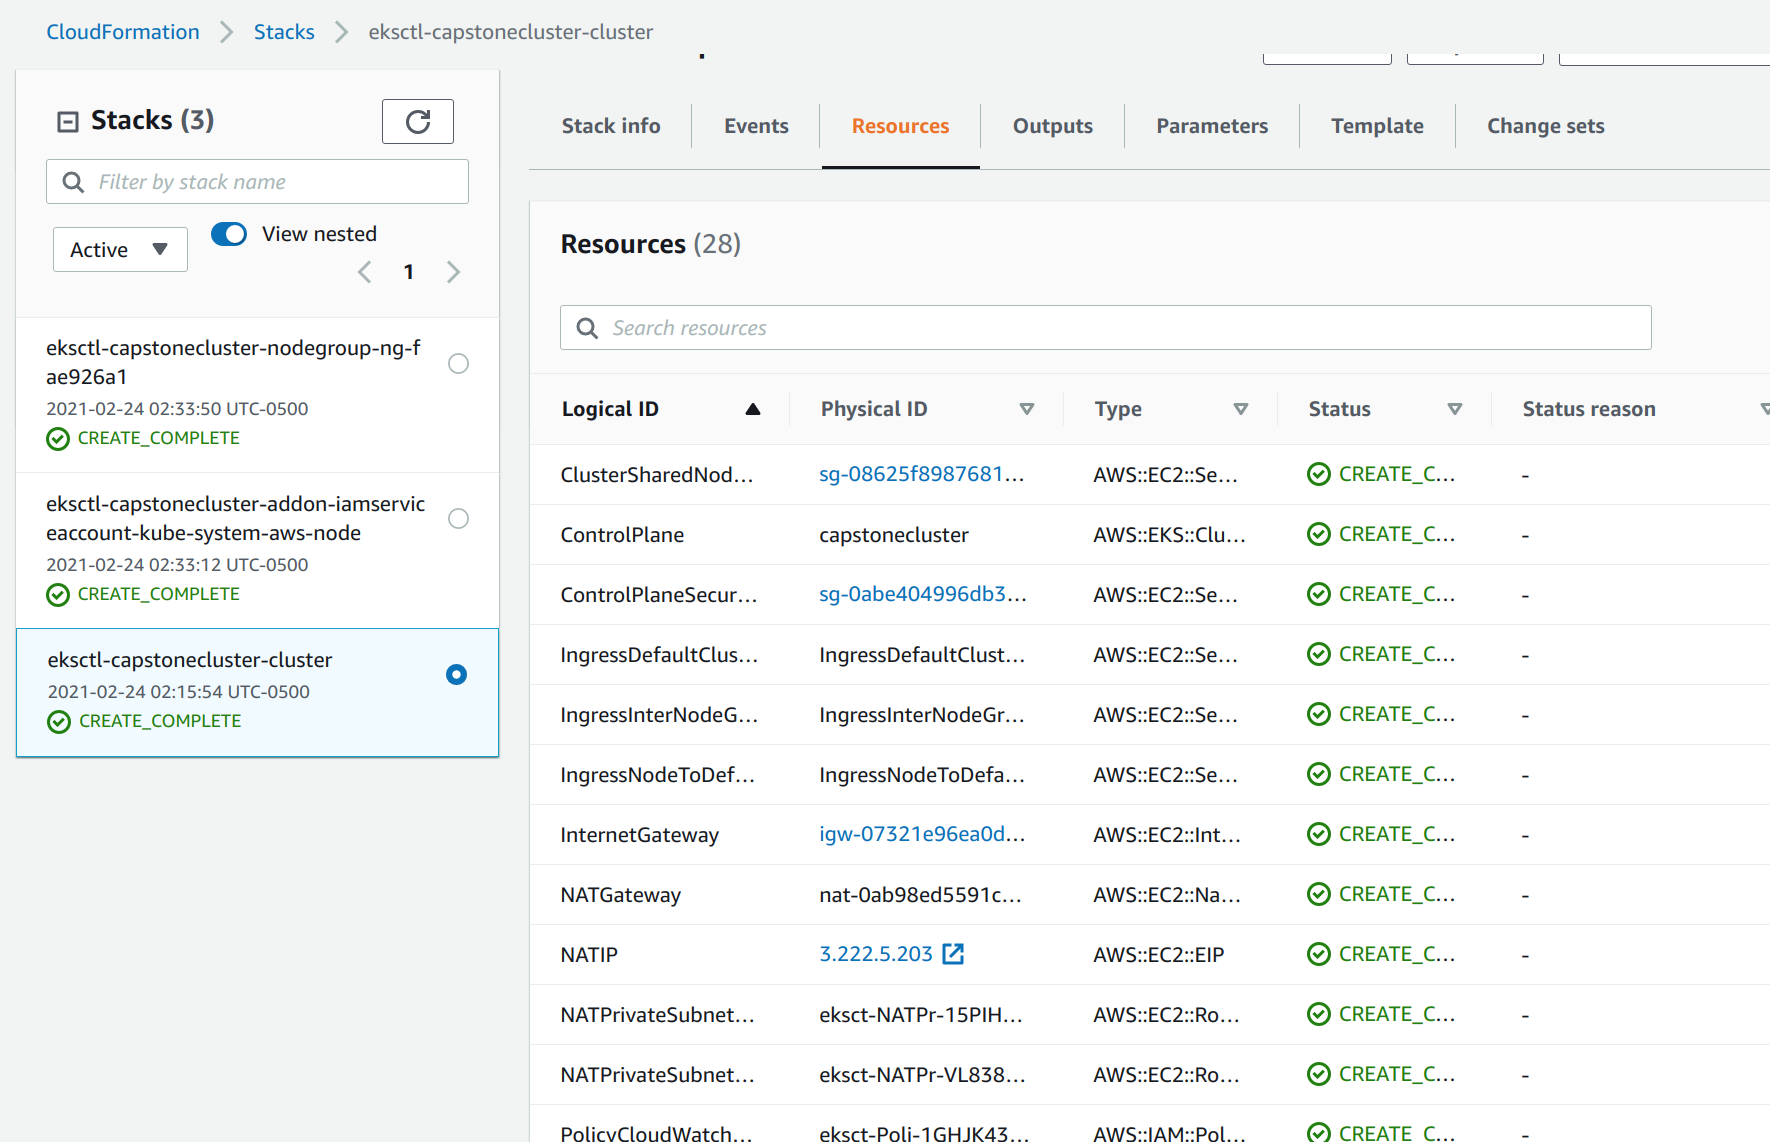 CloudFormation > Stacks > eksctl-capstonecluster-cluster
Stacks (3)
Filter by stack name
Active
View nested
1
eksctl-capstonecluster-nodegroup-ng-f
ae926a1
2021-02-24 02:33:50 UTC-0500
CREATE_COMPLETE
eksctl-capstonecluster-addon-iamservic
eaccount-kube-system-aws-node
2021-02-24 02:33:12 UTC-0500
CREATE_COMPLETE
eksctl-capstonecluster-cluster
2021-02-24 02:15:54 UTC-0500
CREATE_COMPLETE
Stack info Events Resources Outputs Parameters Template Change sets
Resources (28)
Search resources
Logical ID Physical ID Type Status Status reason
ClusterSharedNod... sg-08625f8987681... AWS::EC2::Se... CREATE_C... -
ControlPlane capstonecluster AWS::EKS::Clu... CREATE_C... -
ControlPlaneSecur... sg-0abe404996db3... AWS::EC2::Se... CREATE_C... -
IngressDefaultClus... IngressDefaultClust... AWS::EC2::Se... CREATE_C... -
IngressInterNodeG... IngressInterNodeGr... AWS::EC2::Se... CREATE_C... -
IngressNodeToDef... IngressNodeToDefa... AWS::EC2::Se... CREATE_C... -
InternetGateway igw-07321e96ea0d... AWS::EC2::Int... CREATE_C... -
NATGateway nat-0ab98ed5591c... AWS::EC2::Na... CREATE_C... -
NATIP 3.222.5.203 AWS::EC2::EIP CREATE_C... -
NATPrivateSubnet... eksct-NATPr-15PIH... AWS::EC2::Ro... CREATE_C... -
NATPrivateSubnet... eksct-NATPr-VL838... AWS::EC2::Ro... CREATE_C... -
PolicyCloudWatch... eksct-Poli-1GHJK43... AWS::IAM::Pol... CREATE_C... -